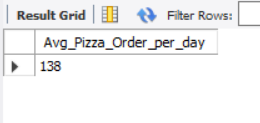 Result Grid Filter Rows:
Avg_Pizza_Order_per_day
138